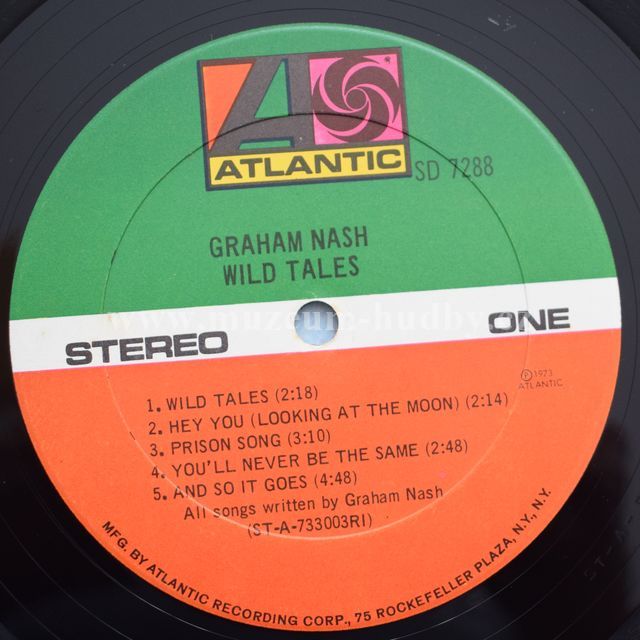 ATLANTIC
®
SD 7288
GRAHAM NASH
WILD TALES
www.muzeum-hudby
STEREO
ONE
℗ 1973
ATLANTIC
1. WILD TALES (2:18)
2. HEY YOU (LOOKING AT THE MOON) (2:14)
3. PRISON SONG (3:10)
4. YOU'LL NEVER BE THE SAME (2:48)
5. AND SO IT GOES (4:48)
All songs written by Graham Nash
(ST-A-733003RI)
MFG. BY ATLANTIC RECORDING CORP., 75 ROCKEFELLER PLAZA, N.Y., N.Y.